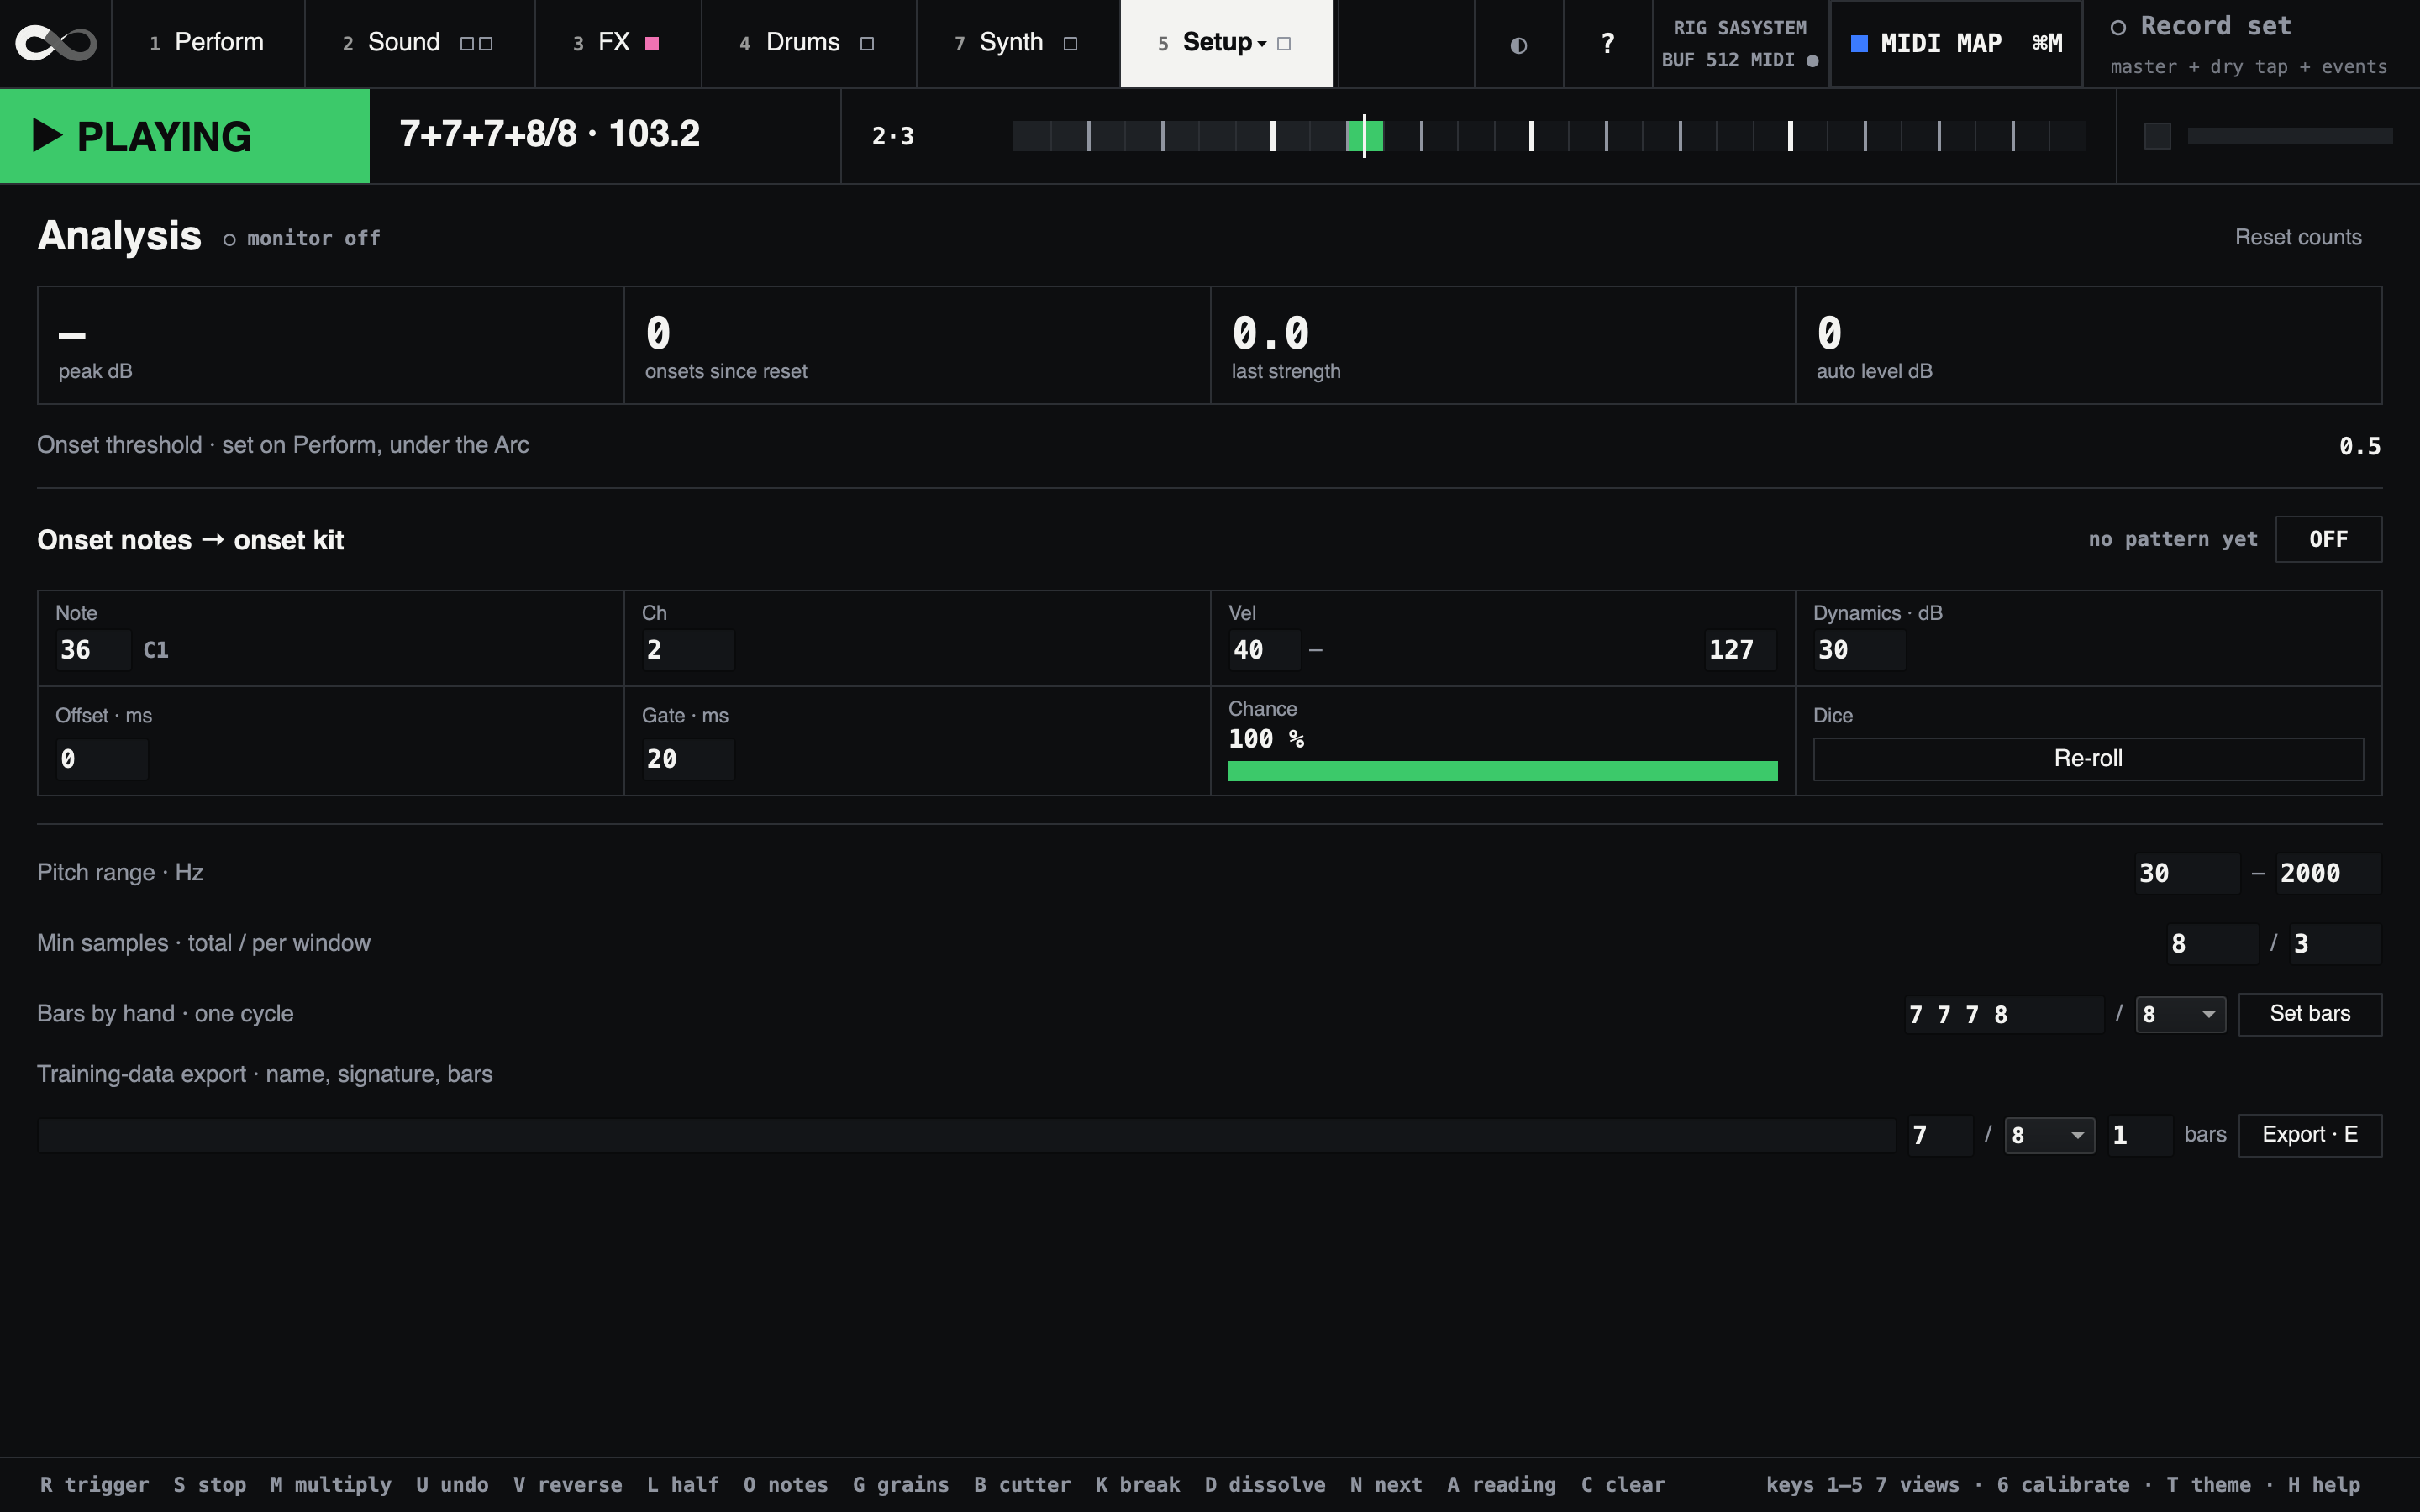 1 Perform
2 Sound
3 FX
4 Drums
7 Synth
5 Setup
?
RIG SASYSTEM
BUF 512 MIDI
MIDI MAP ⌘M
Record set
master + dry tap + events
PLAYING
7+7+7+8/8 · 103.2
2·3
Analysis
monitor off
Reset counts
–
peak dB
0
onsets since reset
0.0
last strength
0
auto level dB
Onset threshold · set on Perform, under the Arc
0.5
Onset notes → onset kit
no pattern yet
OFF
Note
36 C1
Ch
2
Vel
40 – 127
Dynamics · dB
30
Offset · ms
0
Gate · ms
20
Chance
100 %
Dice
Re-roll
Pitch range · Hz
30 – 2000
Min samples · total / per window
8 / 3
Bars by hand · one cycle
7 7 7 8 / 8 Set bars
Training-data export · name, signature, bars
7 / 8 1 bars Export · E
R trigger S stop M multiply U undo V reverse L half O notes G grains B cutter K break D dissolve N next A reading C clear
keys 1–5 7 views · 6 calibrate · T theme · H help